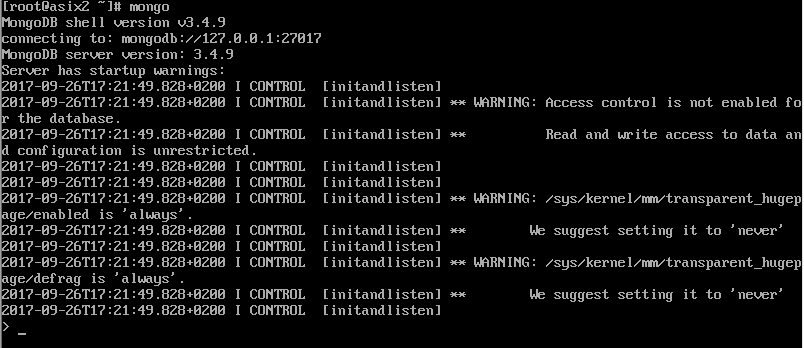 [root@asix2 ~]# mongo
MongoDB shell version v3.4.9
connecting to: mongodb://127.0.0.1:27017
MongoDB server version: 3.4.9
Server has startup warnings:
2017-09-26T17:21:49.828+0200 I CONTROL  [initandlisten]
2017-09-26T17:21:49.828+0200 I CONTROL  [initandlisten] ** WARNING: Access control is not enabled fo
r the database.
2017-09-26T17:21:49.828+0200 I CONTROL  [initandlisten] **          Read and write access to data an
d configuration is unrestricted.
2017-09-26T17:21:49.828+0200 I CONTROL  [initandlisten]
2017-09-26T17:21:49.828+0200 I CONTROL  [initandlisten]
2017-09-26T17:21:49.828+0200 I CONTROL  [initandlisten] ** WARNING: /sys/kernel/mm/transparent_hugep
age/enabled is 'always'.
2017-09-26T17:21:49.828+0200 I CONTROL  [initandlisten] **        We suggest setting it to 'never'
2017-09-26T17:21:49.828+0200 I CONTROL  [initandlisten]
2017-09-26T17:21:49.828+0200 I CONTROL  [initandlisten] ** WARNING: /sys/kernel/mm/transparent_hugep
age/defrag is 'always'.
2017-09-26T17:21:49.828+0200 I CONTROL  [initandlisten] **        We suggest setting it to 'never'
2017-09-26T17:21:49.828+0200 I CONTROL  [initandlisten]
> _